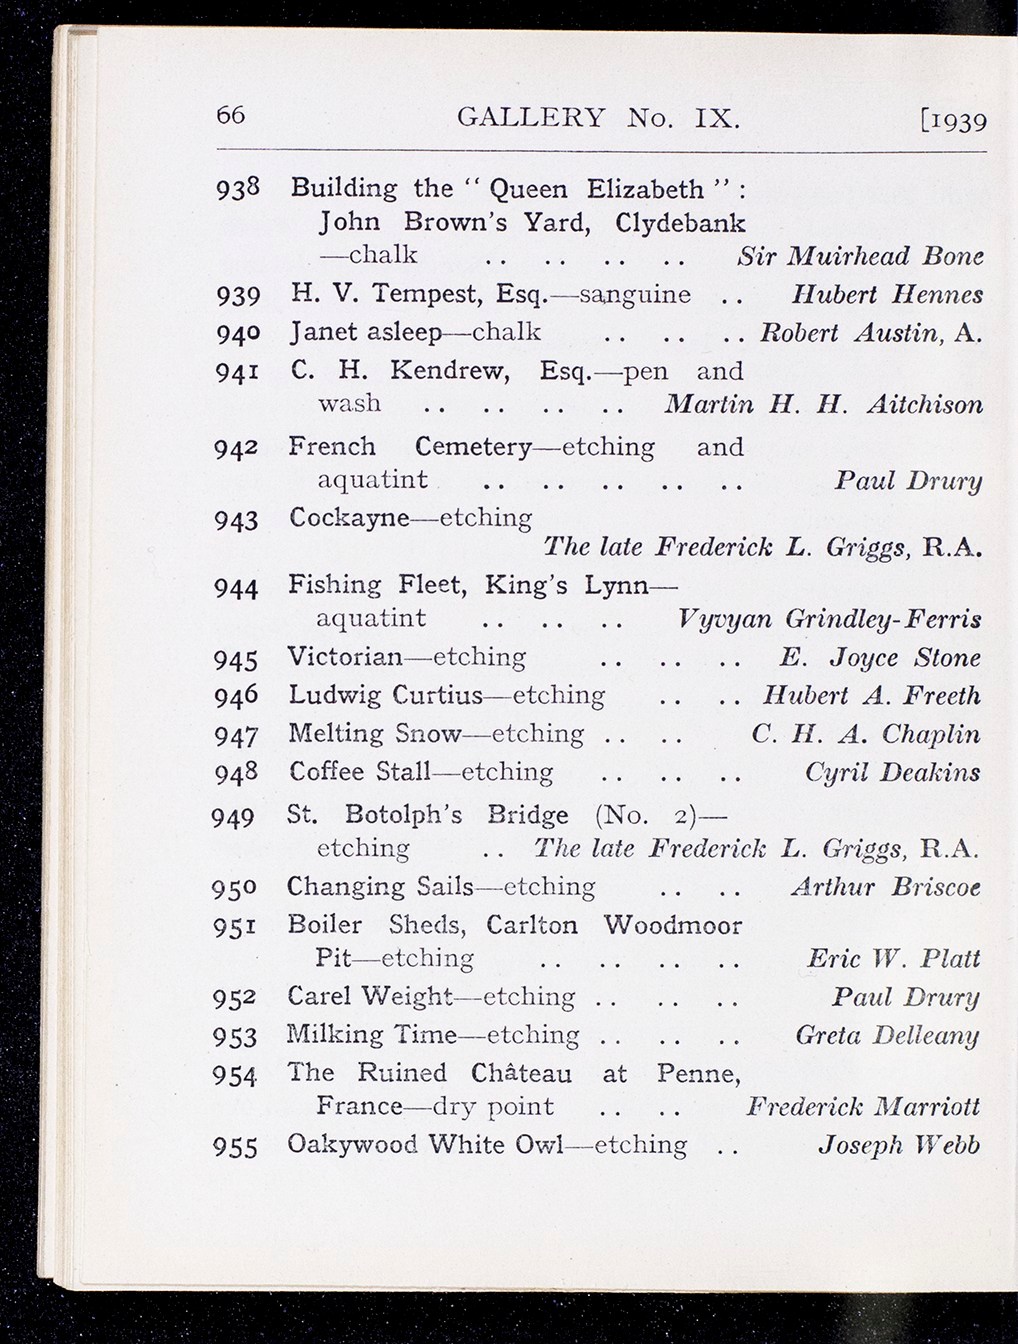 66 GALLERY No. IX. [1939
938 Building the “ Queen Elizabeth ” :
John Brown's Yard, Clydebank
—chalk .. .. .. .. Sir Muirhead Bone
939 H. V. Tempest, Esq.—sanguine .. Hubert Hennes
940 Janet asleep—chalk .. .. .. Robert Austin, A.
941 C. H. Kendrew, Esq.—pen and
wash .. .. .. .. Martin H. H. Aitchison
942 French Cemetery—etching and
aquatint .. .. .. .. .. Paul Drury
943 Cockayne—etching
The late Frederick L. Griggs, R.A.
944 Fishing Fleet, King's Lynn—
aquatint .. .. .. Vyvyan Grindley-Ferris
945 Victorian—etching .. .. .. E. Joyce Stone
946 Ludwig Curtius—etching .. .. Hubert A. Freeth
947 Melting Snow—etching .. .. C. H. A. Chaplin
948 Coffee Stall—etching .. .. .. Cyril Deakins
949 St. Botolph's Bridge (No. 2)—
etching .. The late Frederick L. Griggs, R.A.
950 Changing Sails—etching .. .. Arthur Briscoe
951 Boiler Sheds, Carlton Woodmoor
Pit—etching .. .. .. .. Eric W. Platt
952 Carel Weight—etching .. .. .. Paul Drury
953 Milking Time—etching .. .. .. Greta Delleany
954 The Ruined Château at Penne,
France—dry point .. .. Frederick Marriott
955 Oakywood White Owl—etching .. Joseph Webb